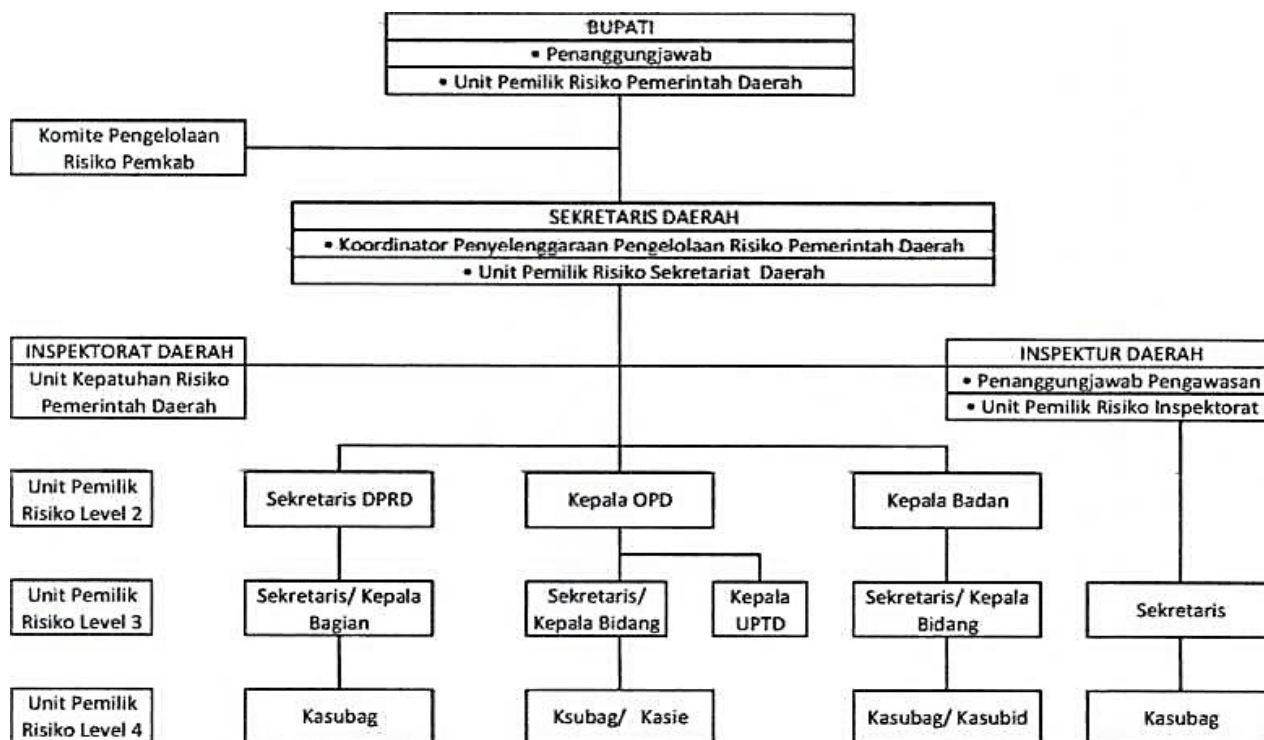 BUPATI
• Penanggungjawab
• Unit Pemilik Risiko Pemerintah Daerah
Komite Pengelolaan
Risiko Pemkab
SEKRETARIS DAERAH
• Koordinator Penyelenggaraan Pengelolaan Risiko Pemerintah Daerah
• Unit Pemilik Risiko Sekretariat Daerah
INSPEKTORAT DAERAH
Unit Kepatuhan Risiko
Pemerintah Daerah
INSPEKTUR DAERAH
• Penanggungjawab Pengawasan
• Unit Pemilik Risiko Inspektorat
Unit Pemilik
Risiko Level 2
Sekretaris DPRD
Kepala OPD
Kepala Badan
Unit Pemilik
Risiko Level 3
Sekretaris/ Kepala
Bagian
Sekretaris/
Kepala Bidang
Kepala
UPTD
Sekretaris/ Kepala
Bidang
Sekretaris
Unit Pemilik
Risiko Level 4
Kasubag
Ksubag/ Kasie
Kasubag/ Kasubid
Kasubag